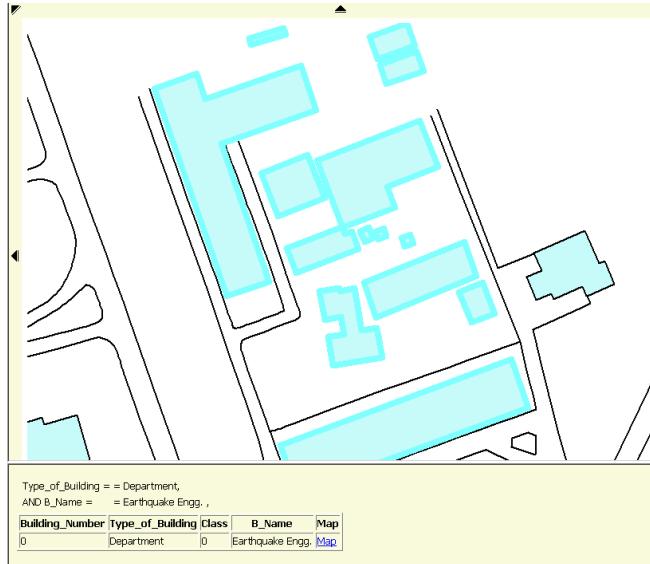 Type_of_Building = = Department,
AND B_Name = = Earthquake Engg. ,
Building_Number Type_of_Building Class B_Name Map
0 Department 0 Earthquake Engg. Map